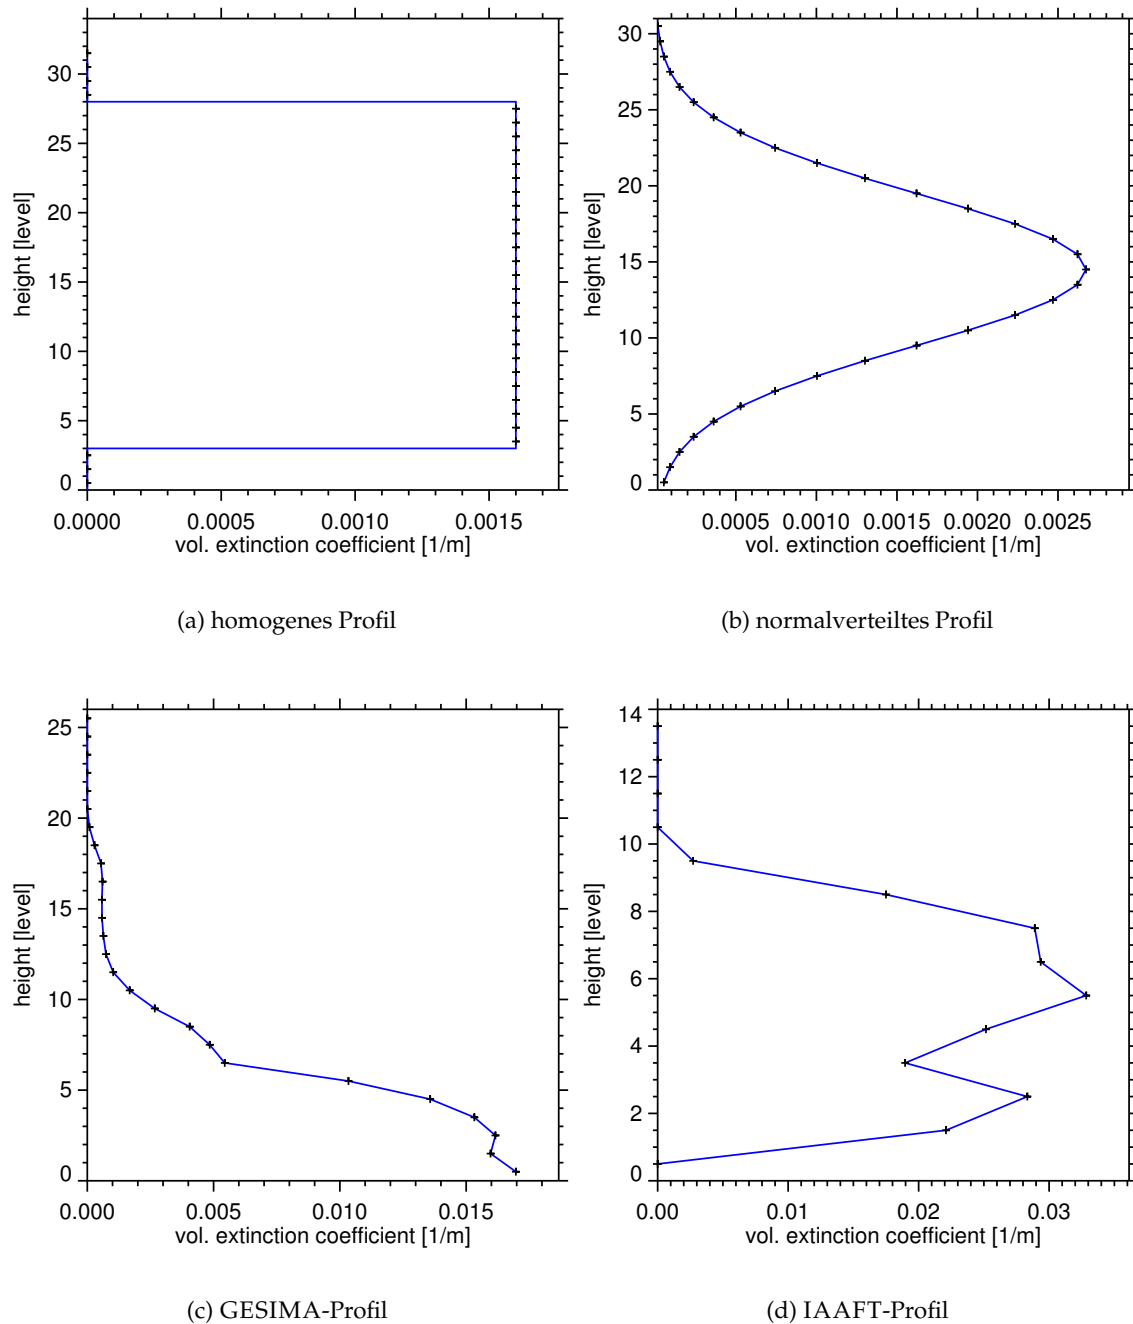 30
25
20
15
10
5
0
height [level]
0.0000 0.0005 0.0010 0.0015
vol. extinction coefficient [1/m]
(a) homogenes Profil
30
25
20
15
10
5
0
height [level]
0.0005 0.0010 0.0015 0.0020 0.0025
vol. extinction coefficient [1/m]
(b) normalverteiltes Profil
25
20
15
10
5
0
height [level]
0.000 0.005 0.010 0.015
vol. extinction coefficient [1/m]
(c) GESIMA-Profil
14
12
10
8
6
4
2
0
height [level]
0.00 0.01 0.02 0.03
vol. extinction coefficient [1/m]
(d) IAAFT-Profil